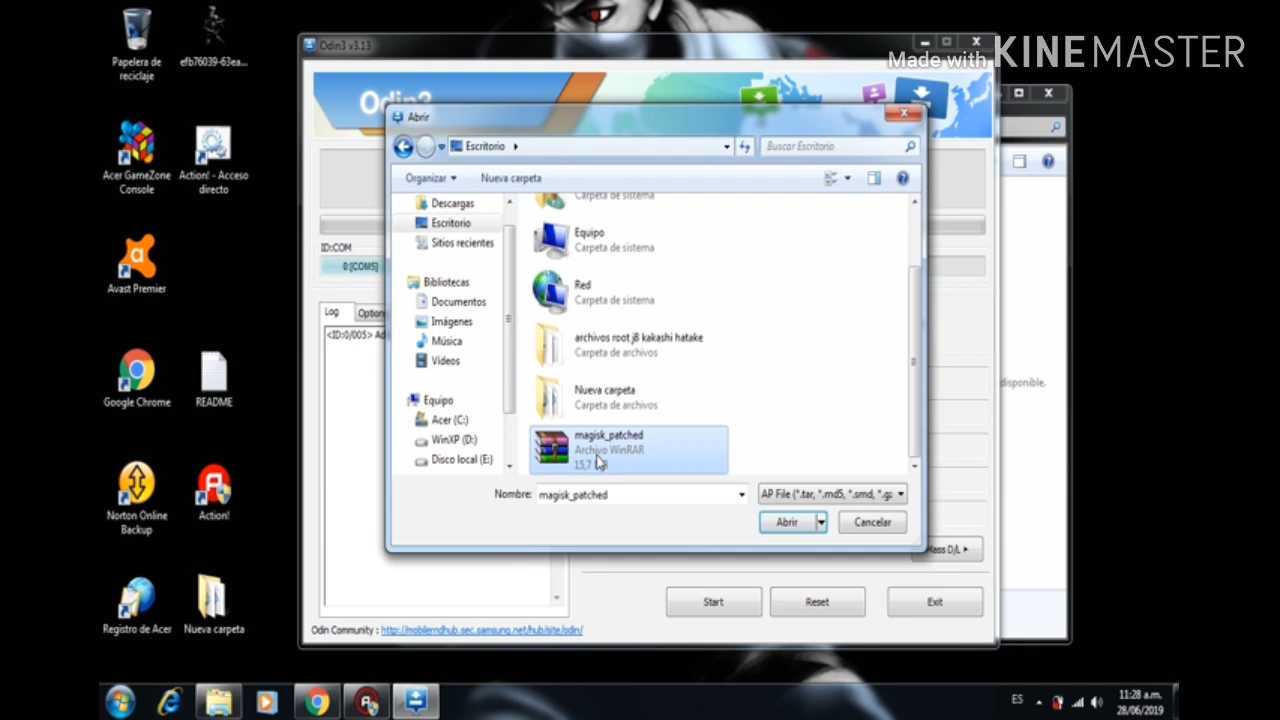 Made with KINEMASTER
Papelera de
reciclaje
efb76039-63ea...
Acer GameZone
Console
Action! - Acceso
directo
Avast Premier
Google Chrome
README
Norton Online
Backup
Action!
Registro de Acer
Nueva carpeta
Odin3 v3.13
Odin3
ID:COM
0:[COM5]
Log
Option
<ID:0/005> Ad
Mass D/L
Start
Reset
Exit
Odin Community : http://mobilerndhub.sec.samsung.net/hub/site/odin/
disponible.
Abrir
Escritorio
Buscar Escritorio
Organizar
Nueva carpeta
Descargas
Escritorio
Sitios recientes
Bibliotecas
Documentos
Imágenes
Música
Vídeos
Equipo
Acer (C:)
WinXP (D:)
Disco local (E:)
Carpeta de sistema
Equipo
Carpeta de sistema
Red
Carpeta de sistema
archivos root j8 kakashi hatake
Carpeta de archivos
Nueva carpeta
Carpeta de archivos
magisk_patched
Archivo WinRAR
15,7
Nombre: magisk_patched
AP File (*.tar, *.md5, *.smd, *.gz
Abrir
Cancelar
ES
11:28 a.m.
28/06/2019